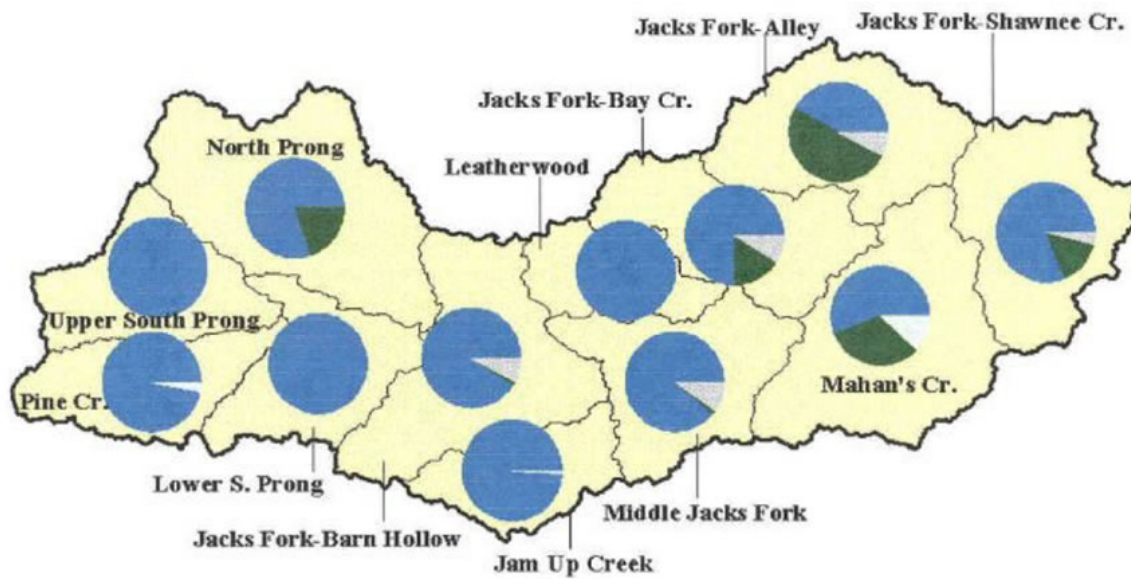 Jacks Fork-Shawnee Cr.
Jacks Fork-Alley
Jacks Fork-Bay Cr.
North Prong
Leatherwood
Upper South Prong
Mahan's Cr.
Pine Cr.
Lower S. Prong
Middle Jacks Fork
Jacks Fork-Barn Hollow
Jam Up Creek